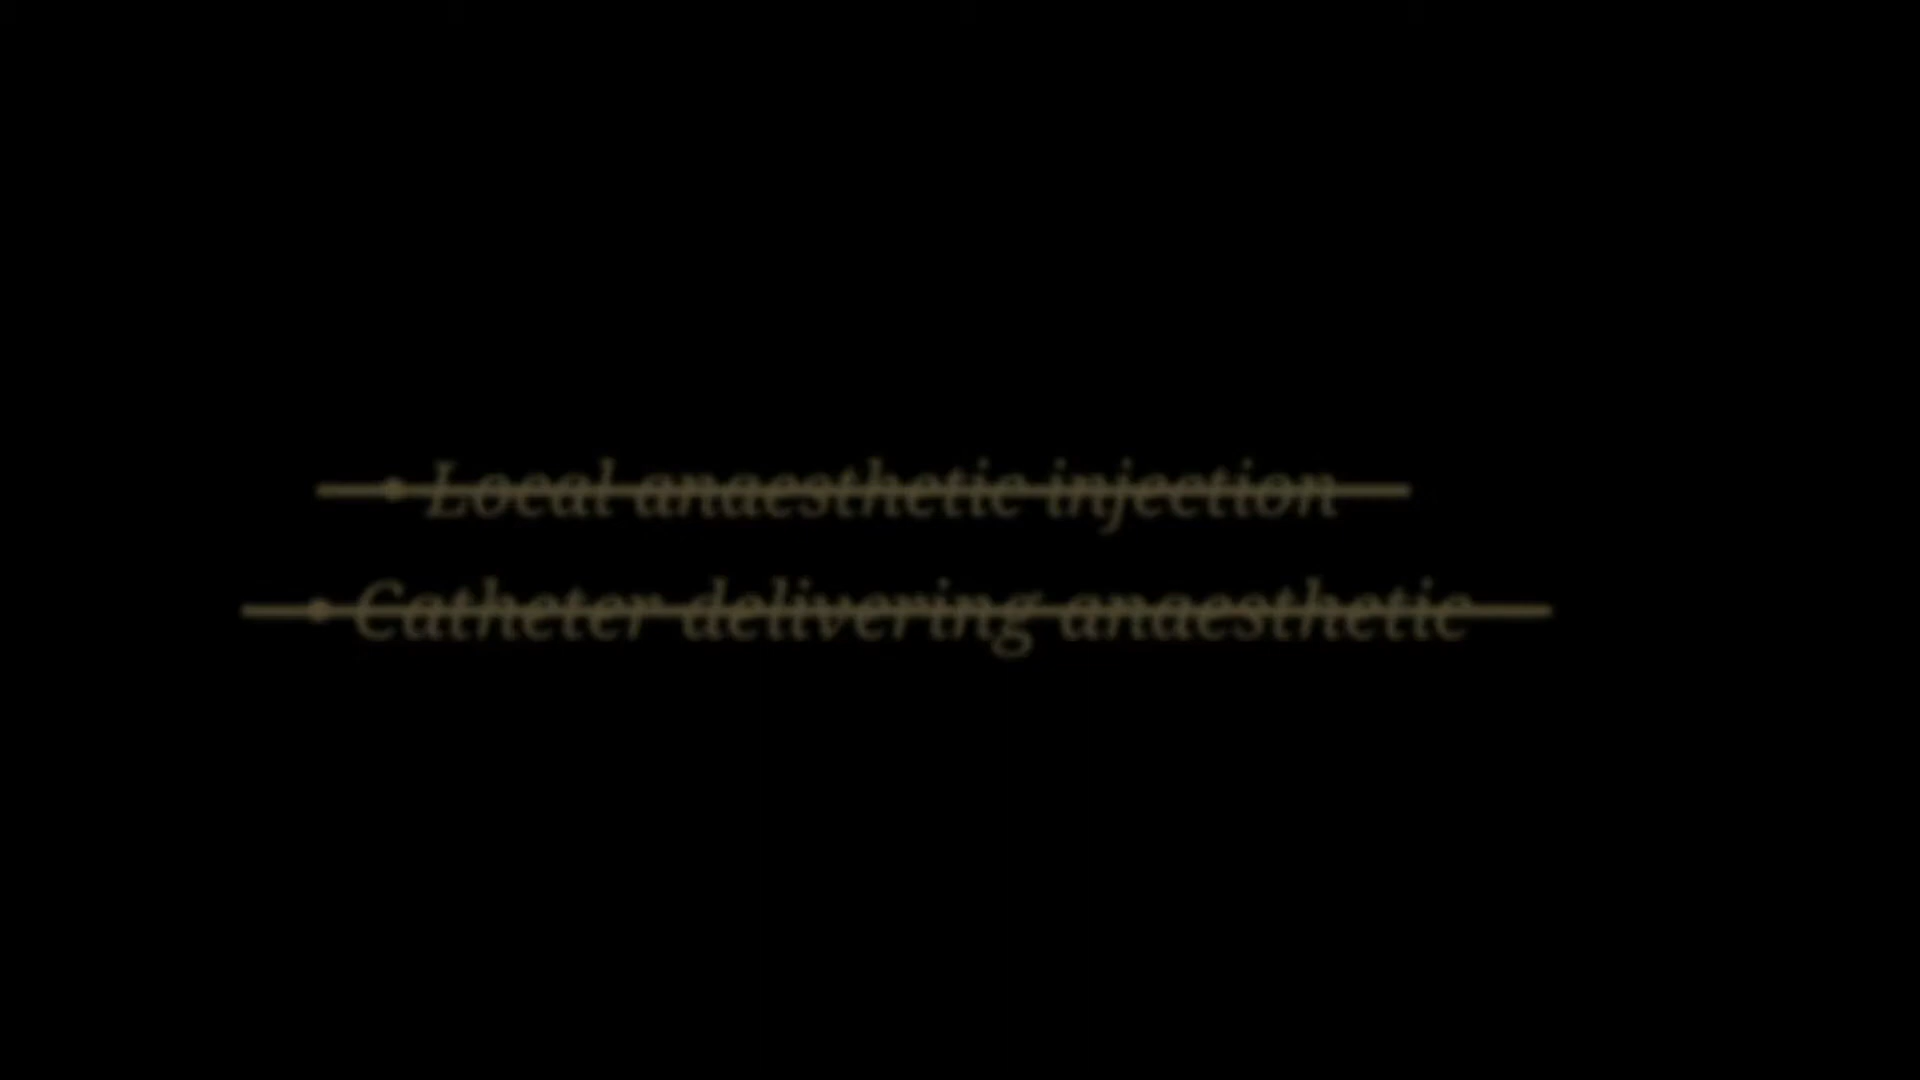 • Local anaesthetic injection
• Catheter delivering anaesthetic